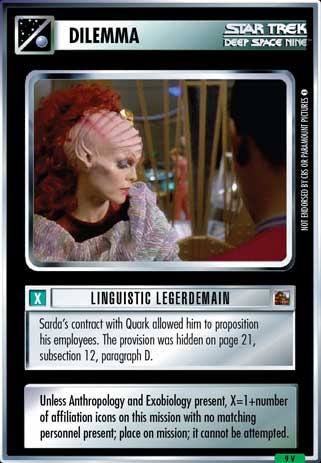 DILEMMA
STAR TREK
DEEP SPACE NINE
NOT ENDORSED BY CBS OR PARAMOUNT PICTURES
X
LINGUISTIC LEGERDEMAIN
Sarda's contract with Quark allowed him to proposition
his employees. The provision was hidden on page 21,
subsection 12, paragraph D.
Unless Anthropology and Exobiology present, X=1+number
of affiliation icons on this mission with no matching
personnel present; place on mission; it cannot be attempted.
9 V